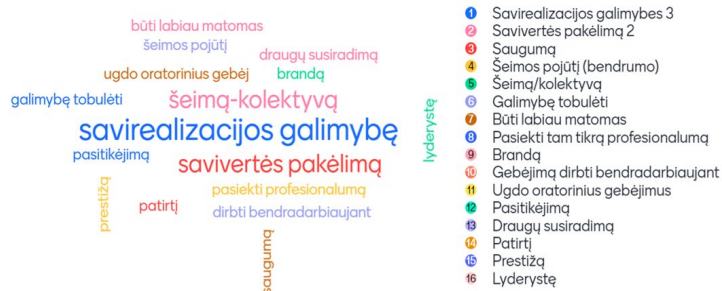 būti labiau matomas
šeimos pojūtį
draugų susiradimą
ugdo oratorinius gebėj
brandą
galimybę tobulėti
šeimą-kolektyvą
savirealizacijos galimybę
lyderystę
pasitikėjimą
savivertės pakėlimą
prestižą
pasiekti profesionalumą
patirtį
dirbti bendradarbiaujant
saugumą
1 Savirealizacijos galimybes 3
2 Savivertės pakėlimą 2
3 Saugumą
4 Šeimos pojūtį (bendrumo)
5 Šeimą/kolektyvą
6 Galimybę tobulėti
7 Būti labiau matomas
8 Pasiekti tam tikrą profesionalumą
9 Brandą
10 Gebėjimą dirbti bendradarbiaujant
11 Ugdo oratorinius gebėjimus
12 Pasitikėjimą
13 Draugų susiradimą
14 Patirtį
15 Prestižą
16 Lyderystę